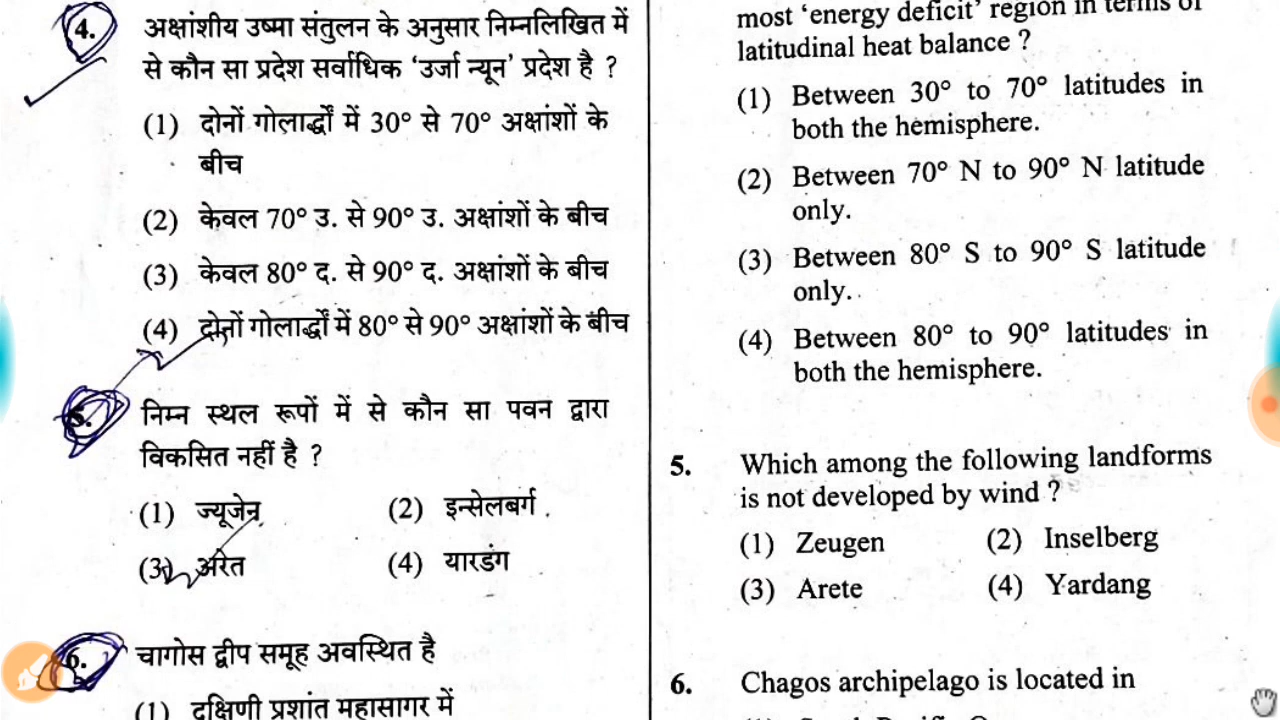 4. अक्षांशीय उष्मा संतुलन के अनुसार निम्नलिखित में
से कौन सा प्रदेश सर्वाधिक ‘उर्जा न्यून’ प्रदेश है ?
(1) दोनों गोलार्द्धों में 30° से 70° अक्षांशों के
बीच
(2) केवल 70° उ. से 90° उ. अक्षांशों के बीच
(3) केवल 80° द. से 90° द. अक्षांशों के बीच
(4) दोनों गोलार्द्धों में 80° से 90° अक्षांशों के बीच
5. निम्न स्थल रूपों में से कौन सा पवन द्वारा
विकसित नहीं है ?
(1) ज्यूजेन (2) इन्सेलबर्ग
(3) अरेत (4) यारडंग
6. चागोस द्वीप समूह अवस्थित है
(1) दक्षिणी प्रशांत महासागर में
most ‘energy deficit’ region in terms of
latitudinal heat balance ?
(1) Between 30° to 70° latitudes in
both the hemisphere.
(2) Between 70° N to 90° N latitude
only.
(3) Between 80° S to 90° S latitude
only.
(4) Between 80° to 90° latitudes in
both the hemisphere.
5. Which among the following landforms
is not developed by wind ?
(1) Zeugen (2) Inselberg
(3) Arete (4) Yardang
6. Chagos archipelago is located in